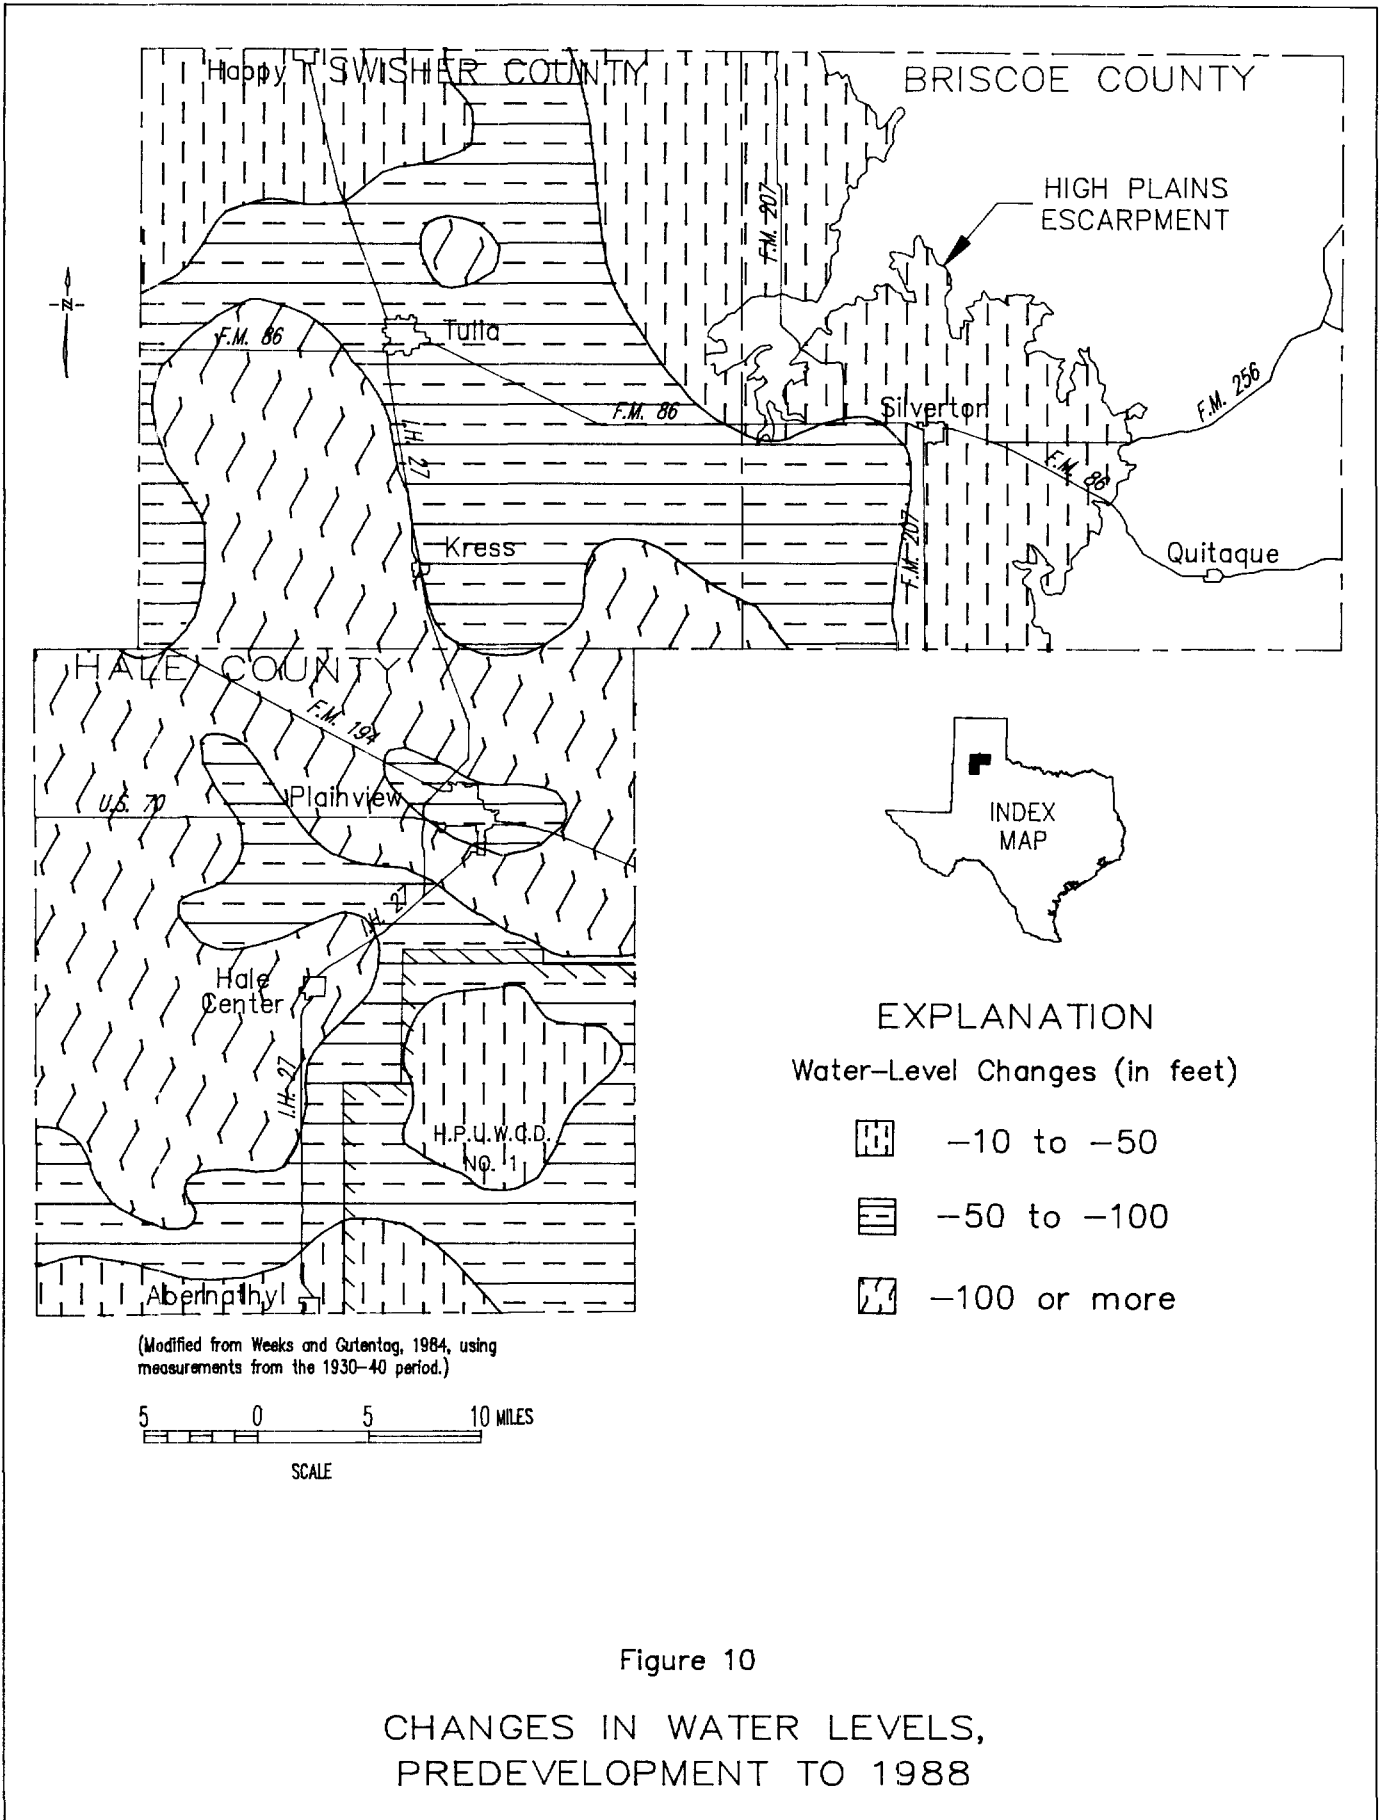 Happy
SWISHER COUNTY
BRISCOE COUNTY
HIGH PLAINS
ESCARPMENT
F.M. 207
N
Tulia
F.M. 86
F.M. 86
Silverton
F.M. 256
I.H. 27
F.M. 86
Kress
F.M. 207
Quitaque
HALE COUNTY
F.M. 194
Plainview
U.S. 70
INDEX
MAP
I.H. 27
Hale
Center
EXPLANATION
Water-Level Changes (in feet)
I.H. 27
H.P.U.W.C.D.
NO. 1
-10 to -50
-50 to -100
-100 or more
Abernathy
(Modified from Weeks and Gutentag, 1984, using
measurements from the 1930-40 period.)
5 0 5 10 MILES
SCALE
Figure 10
CHANGES IN WATER LEVELS,
PREDEVELOPMENT TO 1988